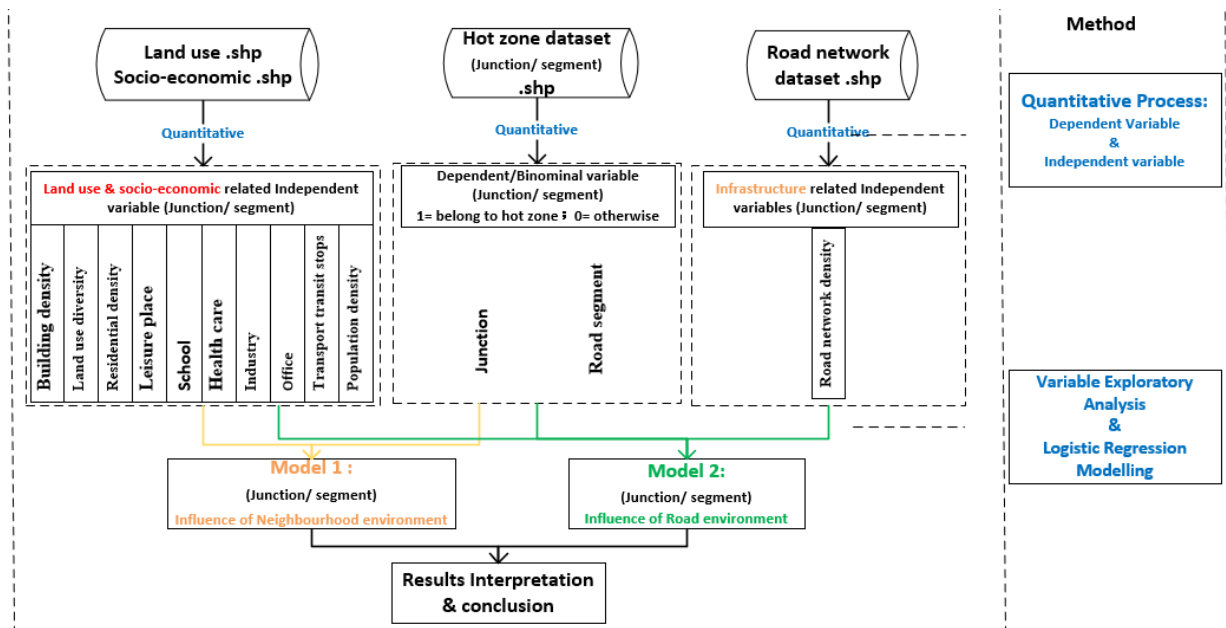 Land use .shp
Socio-economic .shp
Hot zone dataset
(Junction/ segment)
.shp
Road network
dataset .shp
Method
Quantitative
Quantitative
Quantitative
Quantitative Process:
Dependent Variable
&
Independent variable
Land use & socio-economic related Independent
variable (Junction/ segment)
Dependent/Binominal variable
(Junction/ segment)
1= belong to hot zone ; 0= otherwise
Infrastructure related Independent
variables (Junction/ segment)
Building density
Land use diversity
Residential density
Leisure place
School
Health care
Industry
Office
Transport transit stops
Population density
Junction
Road segment
Road network density
Variable Exploratory
Analysis
&
Logistic Regression
Modelling
Model 1 :
(Junction/ segment)
Influence of Neighbourhood environment
Model 2:
(Junction/ segment)
Influence of Road environment
Results Interpretation
& conclusion